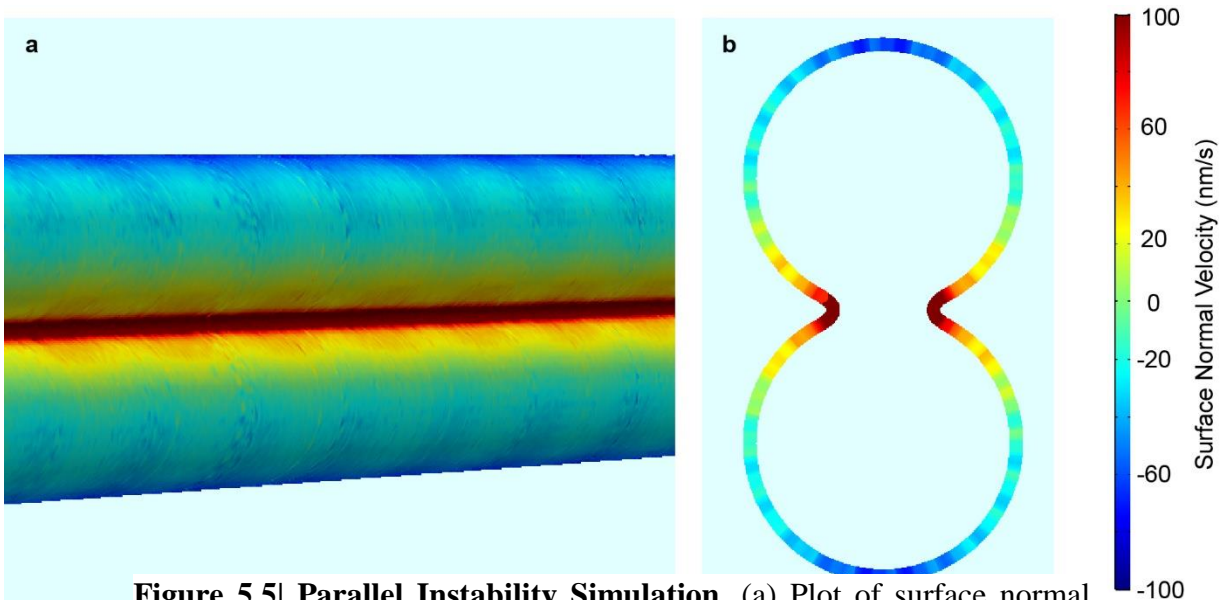 a
b
100
60
20
0
-20
-60
-100
Surface Normal Velocity (nm/s)
Figure 5.5| Parallel Instability Simulation. (a) Plot of surface normal